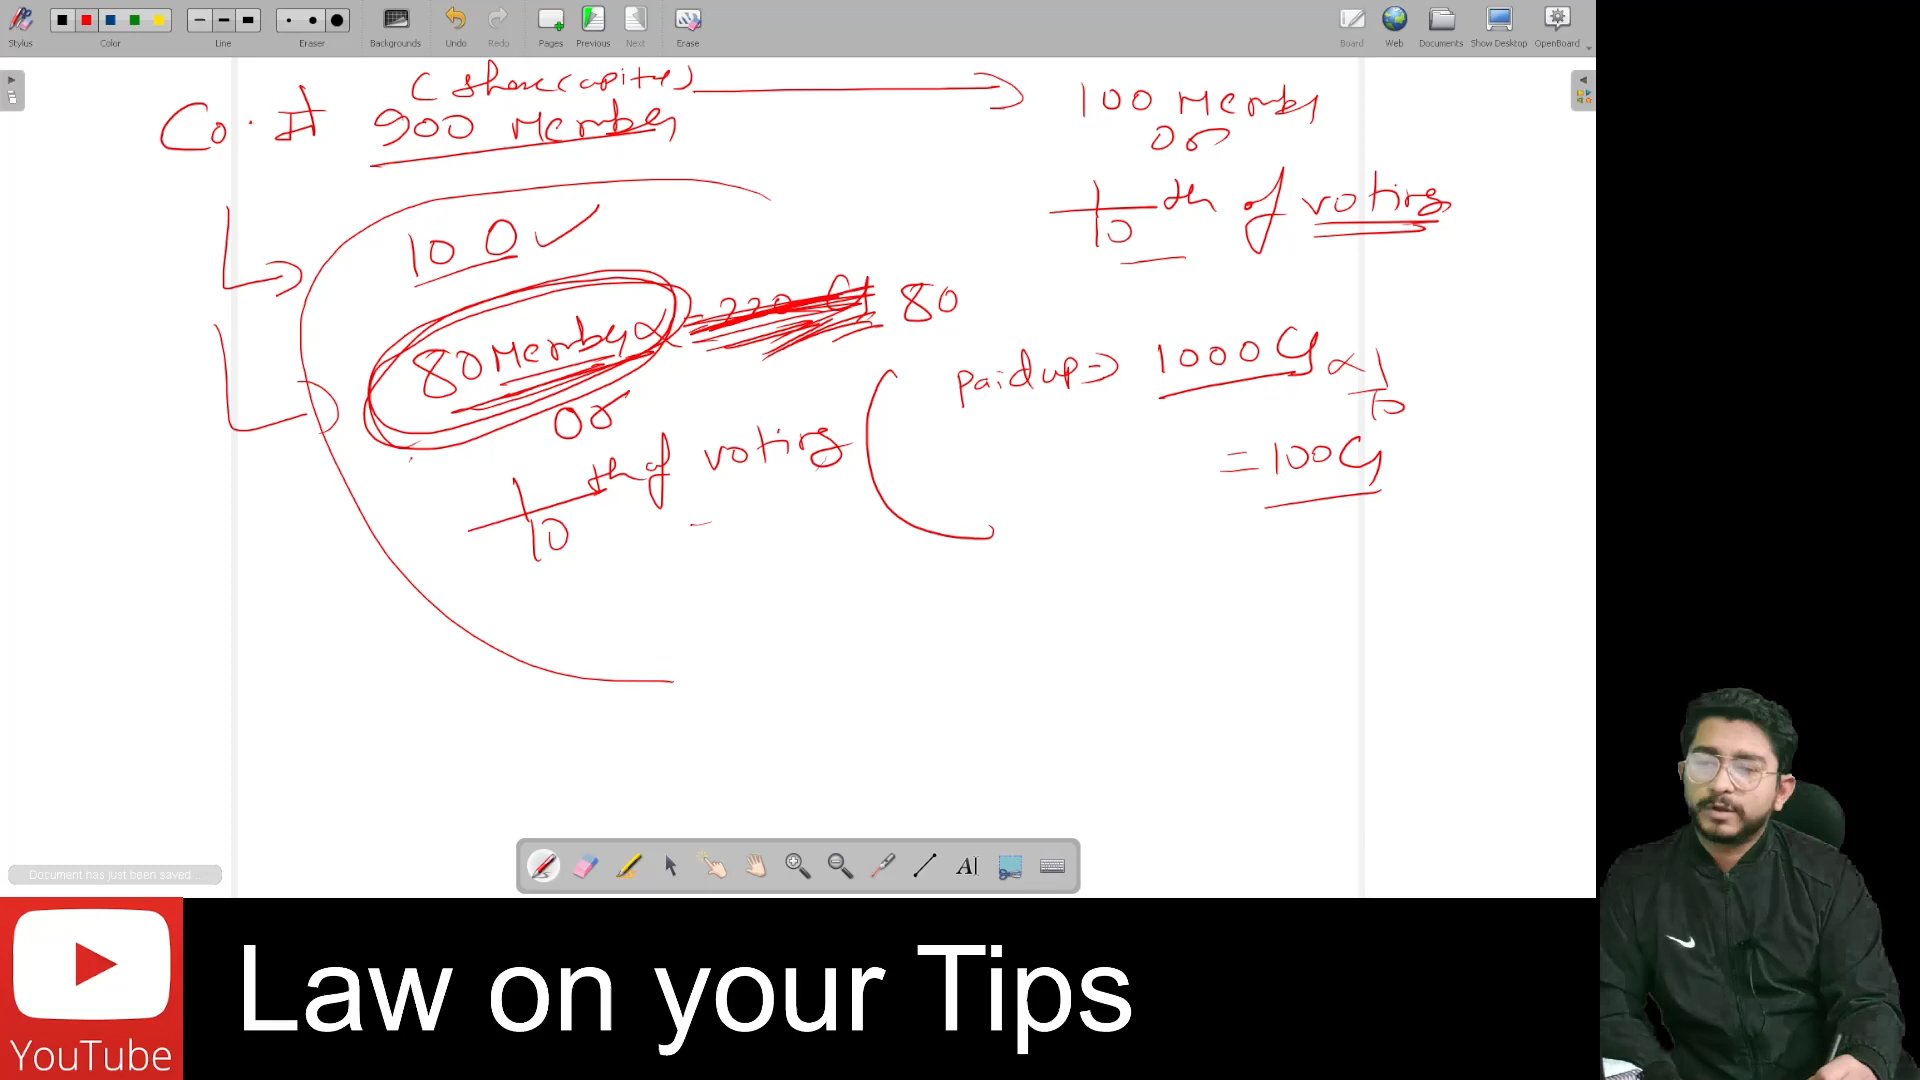 Stylus Color Line Eraser Backgrounds Undo Redo Pages Previous Next Erase Board Web Documents Show Desktop OpenBoard
(share capital) 100 Member
Co. 900 Member or
1/10 th of voting
100 ✓
80 Member 80
or paid up ⇒ 1000 Cr × 1/10
1/10 th of voting = 100 Cr
AI
Document has just been saved ...
YouTube
Law on your Tips